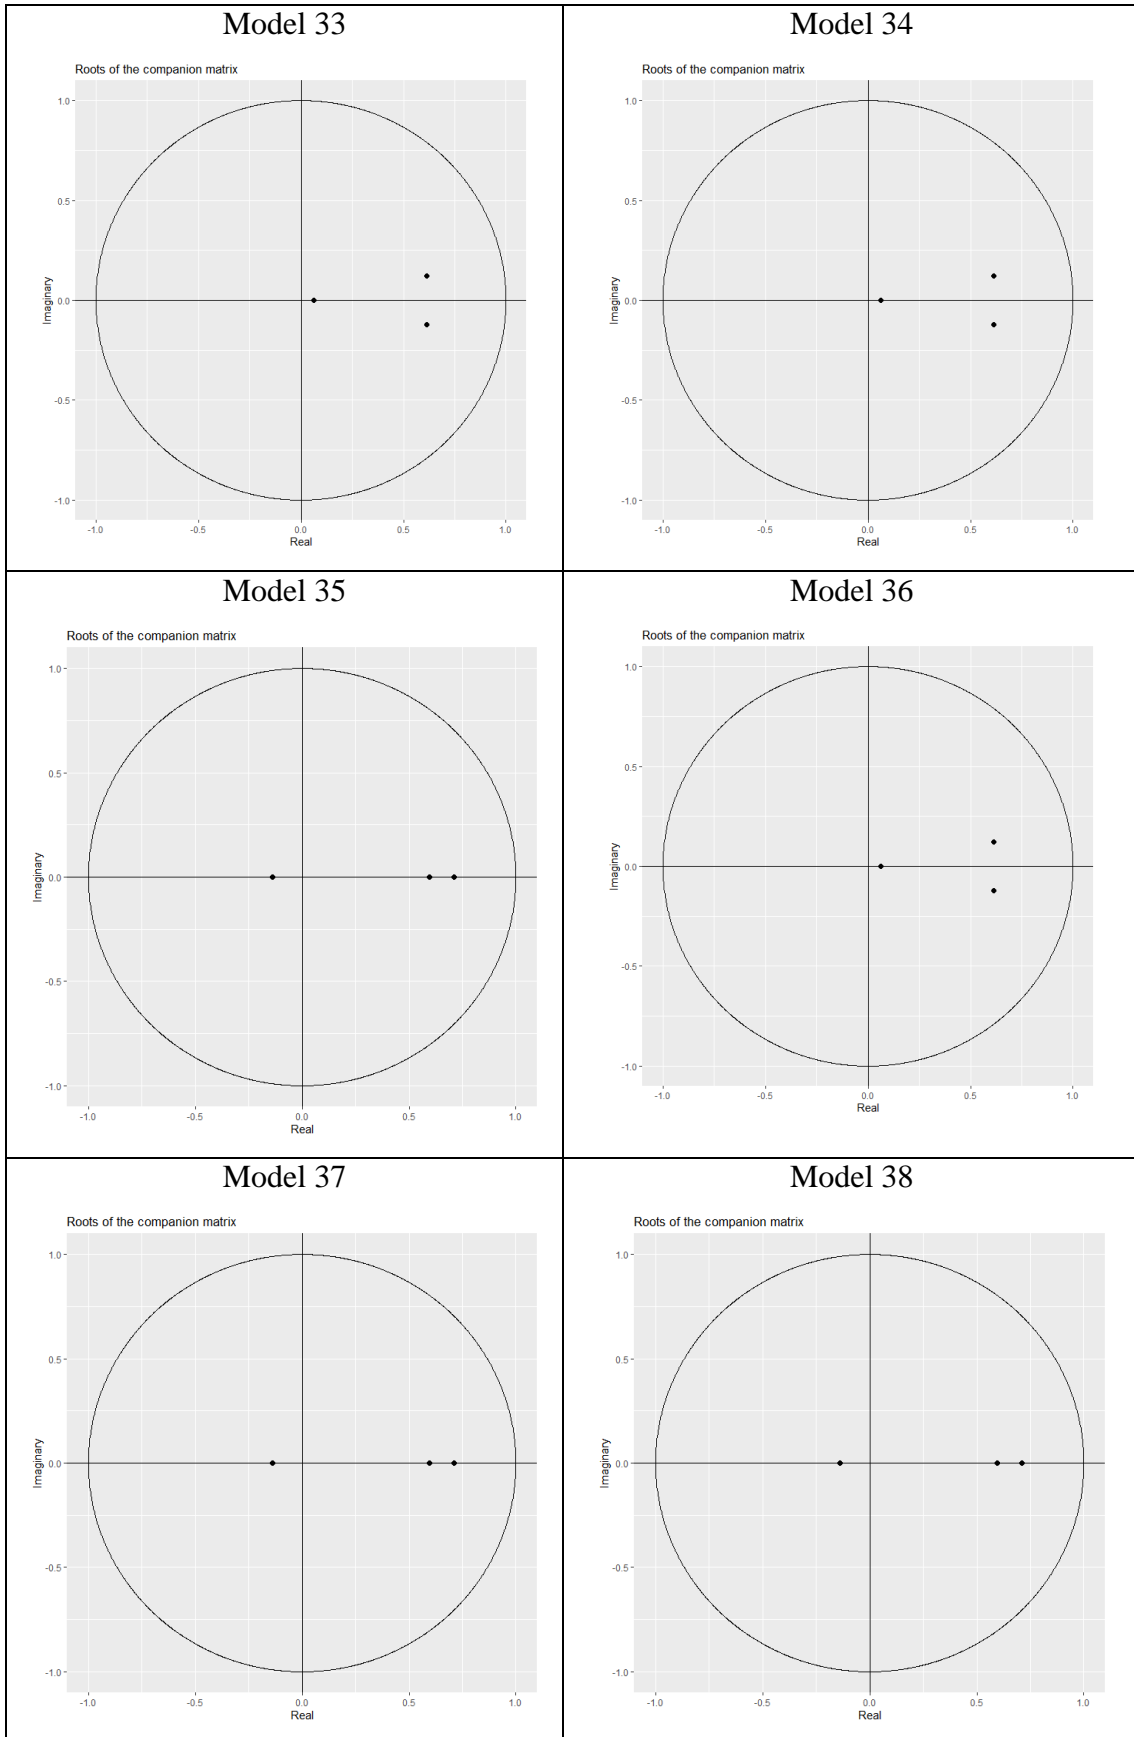 Model 33
Roots of the companion matrix
1.0
0.5
0.0
-0.5
-1.0
Imaginary
-1.0 -0.5 0.0 0.5 1.0
Real
Model 34
Roots of the companion matrix
1.0
0.5
0.0
-0.5
-1.0
Imaginary
-1.0 -0.5 0.0 0.5 1.0
Real
Model 35
Roots of the companion matrix
1.0
0.5
0.0
-0.5
-1.0
Imaginary
-1.0 -0.5 0.0 0.5 1.0
Real
Model 36
Roots of the companion matrix
1.0
0.5
0.0
-0.5
-1.0
Imaginary
-1.0 -0.5 0.0 0.5 1.0
Real
Model 37
Roots of the companion matrix
1.0
0.5
0.0
-0.5
-1.0
Imaginary
-1.0 -0.5 0.0 0.5 1.0
Real
Model 38
Roots of the companion matrix
1.0
0.5
0.0
-0.5
-1.0
Imaginary
-1.0 -0.5 0.0 0.5 1.0
Real